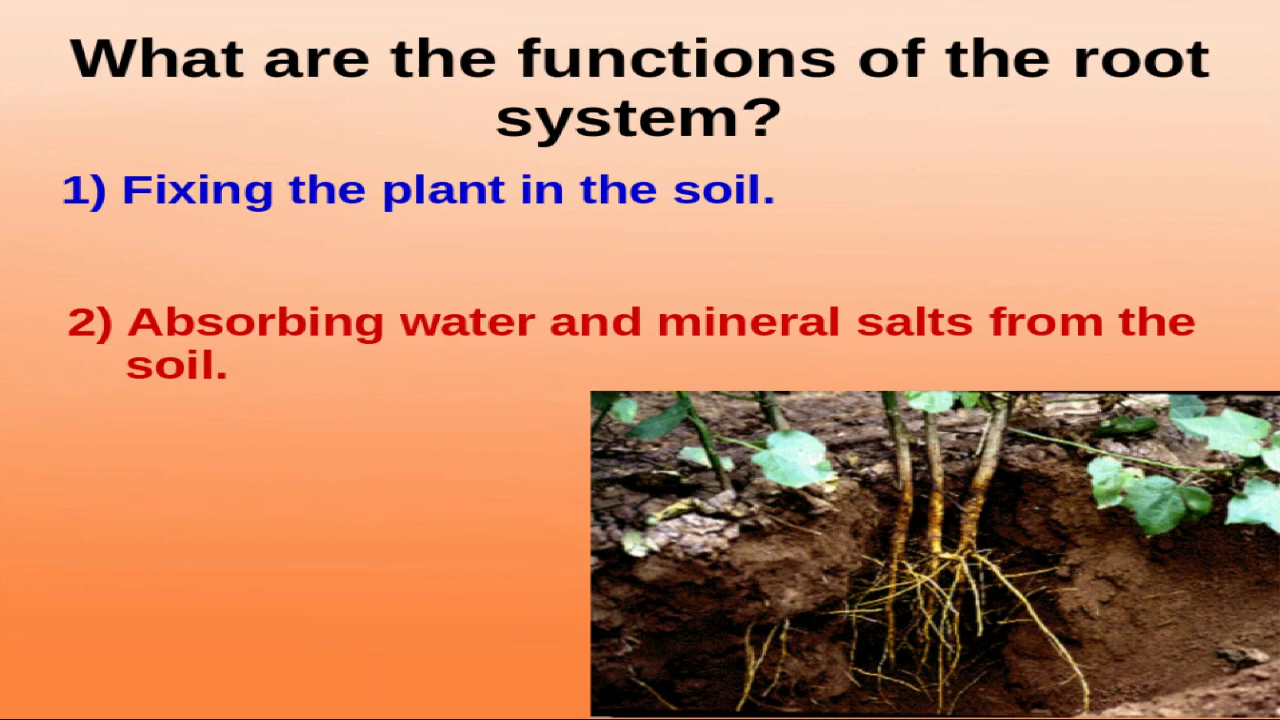 What are the functions of the root
system?
1) Fixing the plant in the soil.
2) Absorbing water and mineral salts from the
soil.